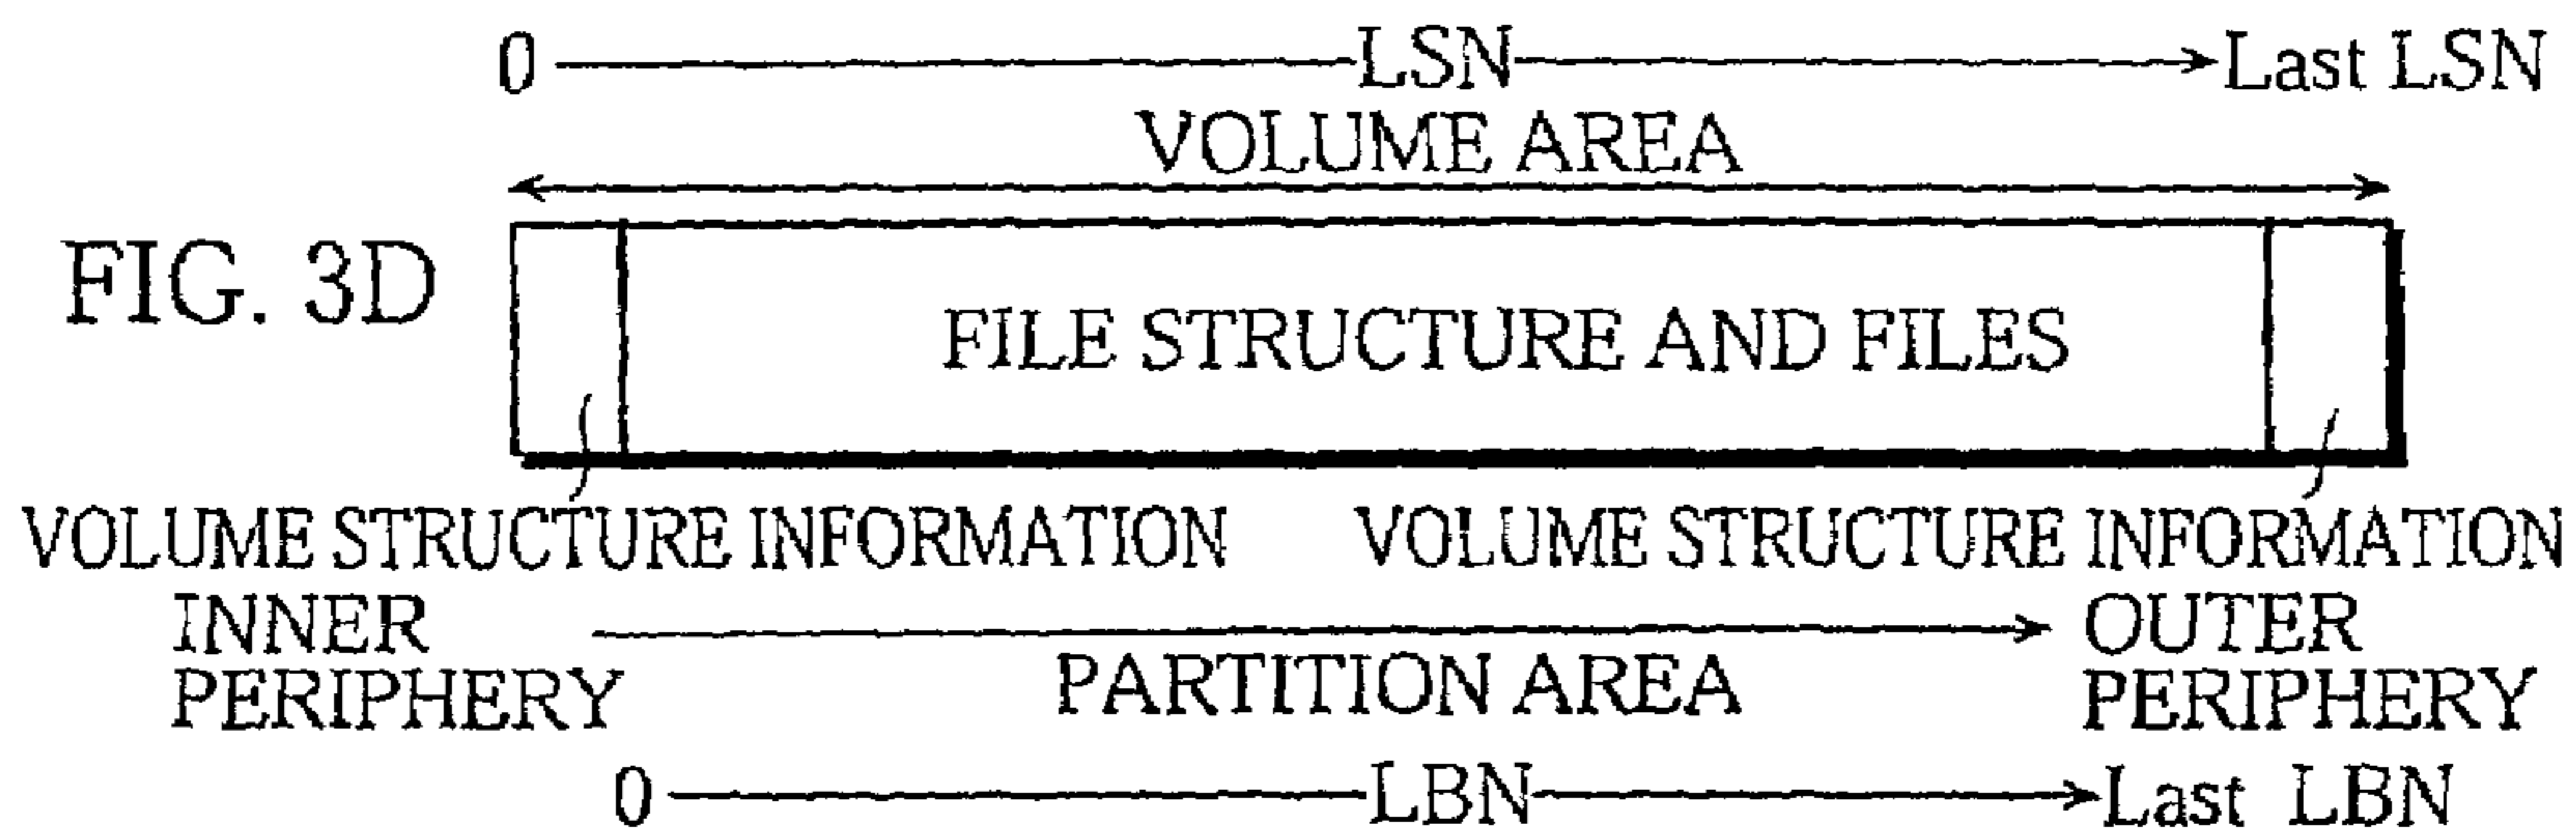 0 LSN Last LSN
VOLUME AREA
FIG. 3D
FILE STRUCTURE AND FILES
VOLUME STRUCTURE INFORMATION VOLUME STRUCTURE INFORMATION
INNER PERIPHERY
PARTITION AREA
OUTER PERIPHERY
0 LBN Last LBN